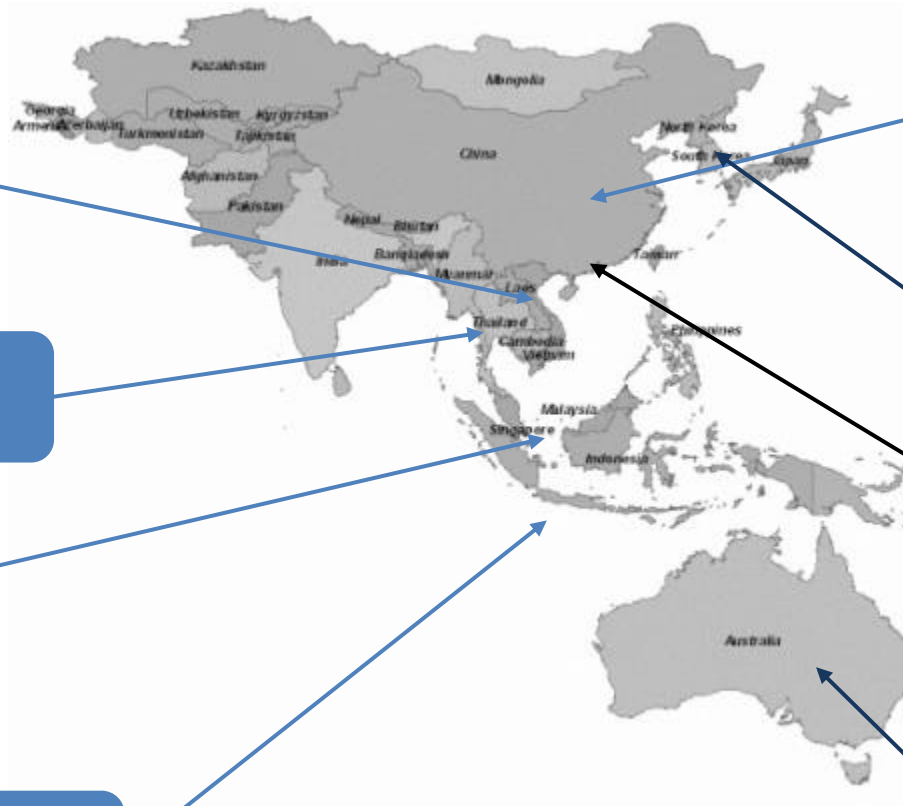 Kazakhstan
Mongolia
Georgia
Armenia
Azerbaijan
Uzbekistan
Kyrgyzstan
Turkmenistan
Tajikistan
North Korea
South Korea
Japan
China
Afghanistan
Pakistan
Nepal
Bhutan
India
Bangladesh
Taiwan
Myanmar
Laos
Thailand
Philippines
Cambodia
Vietnam
Malaysia
Singapore
Indonesia
Australia